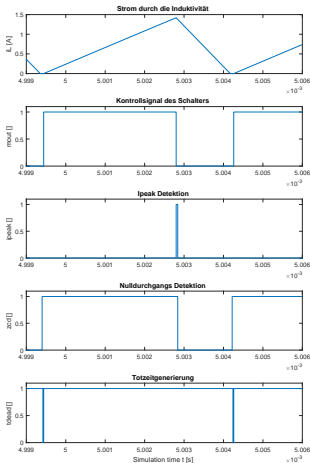 Strom durch die Induktivität
1.5
1
0.5
0
iL [A]
4.999 5 5.001 5.002 5.003 5.004 5.005 5.006
×10⁻³
Kontrollsignal des Schalters
1
0.5
0
mout []
4.999 5 5.001 5.002 5.003 5.004 5.005 5.006
×10⁻³
Ipeak Detektion
1
0.5
0
ipeak []
4.999 5 5.001 5.002 5.003 5.004 5.005 5.006
×10⁻³
Nulldurchgangs Detektion
1
0.5
0
zcd []
4.999 5 5.001 5.002 5.003 5.004 5.005 5.006
×10⁻³
Totzeitgenerierung
1
0.5
0
tdead []
4.999 5 5.001 5.002 5.003 5.004 5.005 5.006
Simulation time t [s]
×10⁻³